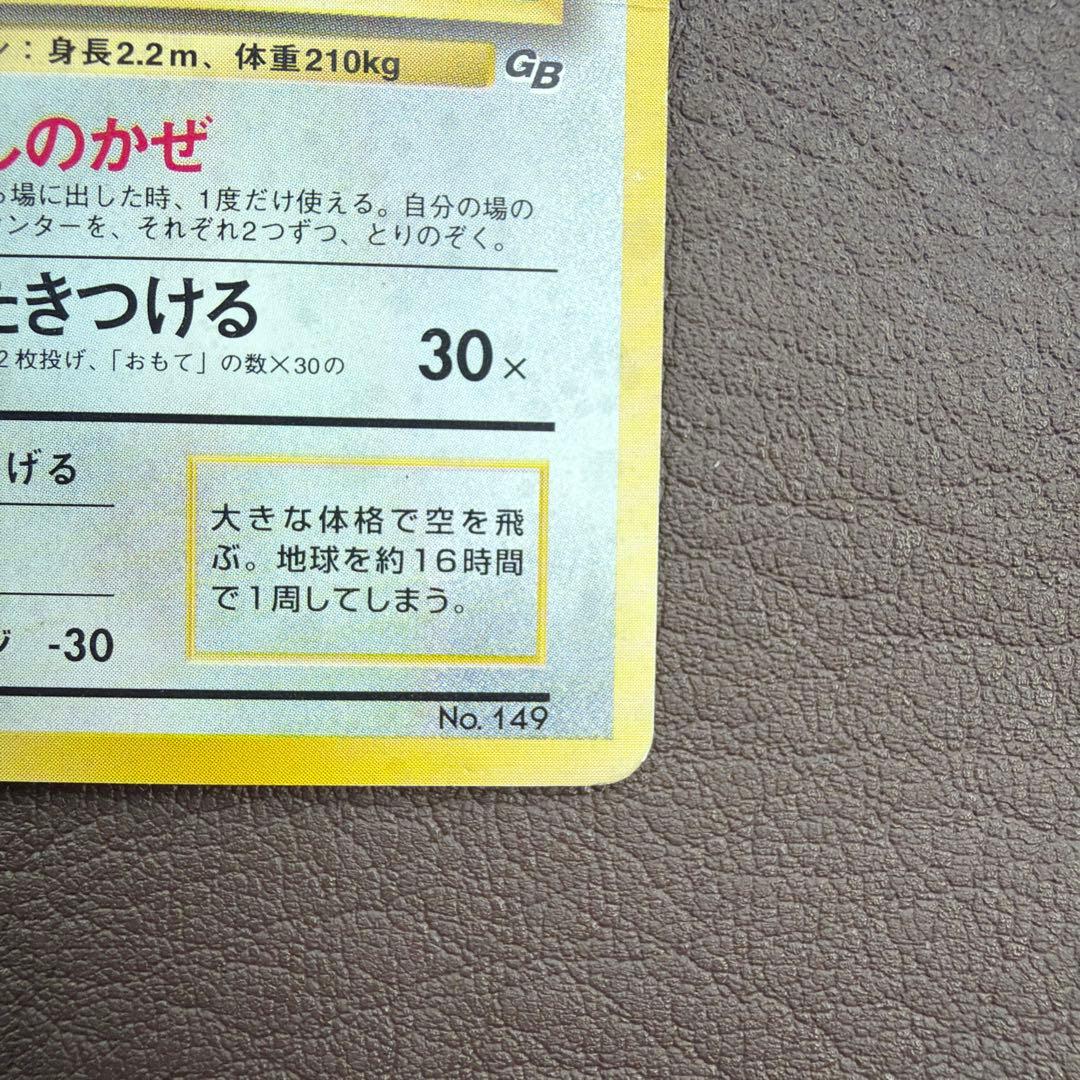 ：身長2.2m、体重210kg
GB
しのかぜ
場に出した時、1度だけ使える。自分の場の
ンターを、それぞれ2つずつ、とりのぞく。
たきつける
2枚投げ、「おもて」の数×30の
30×
げる
大きな体格で空を飛
ぶ。地球を約16時間
で1周してしまう。
-30
No. 149